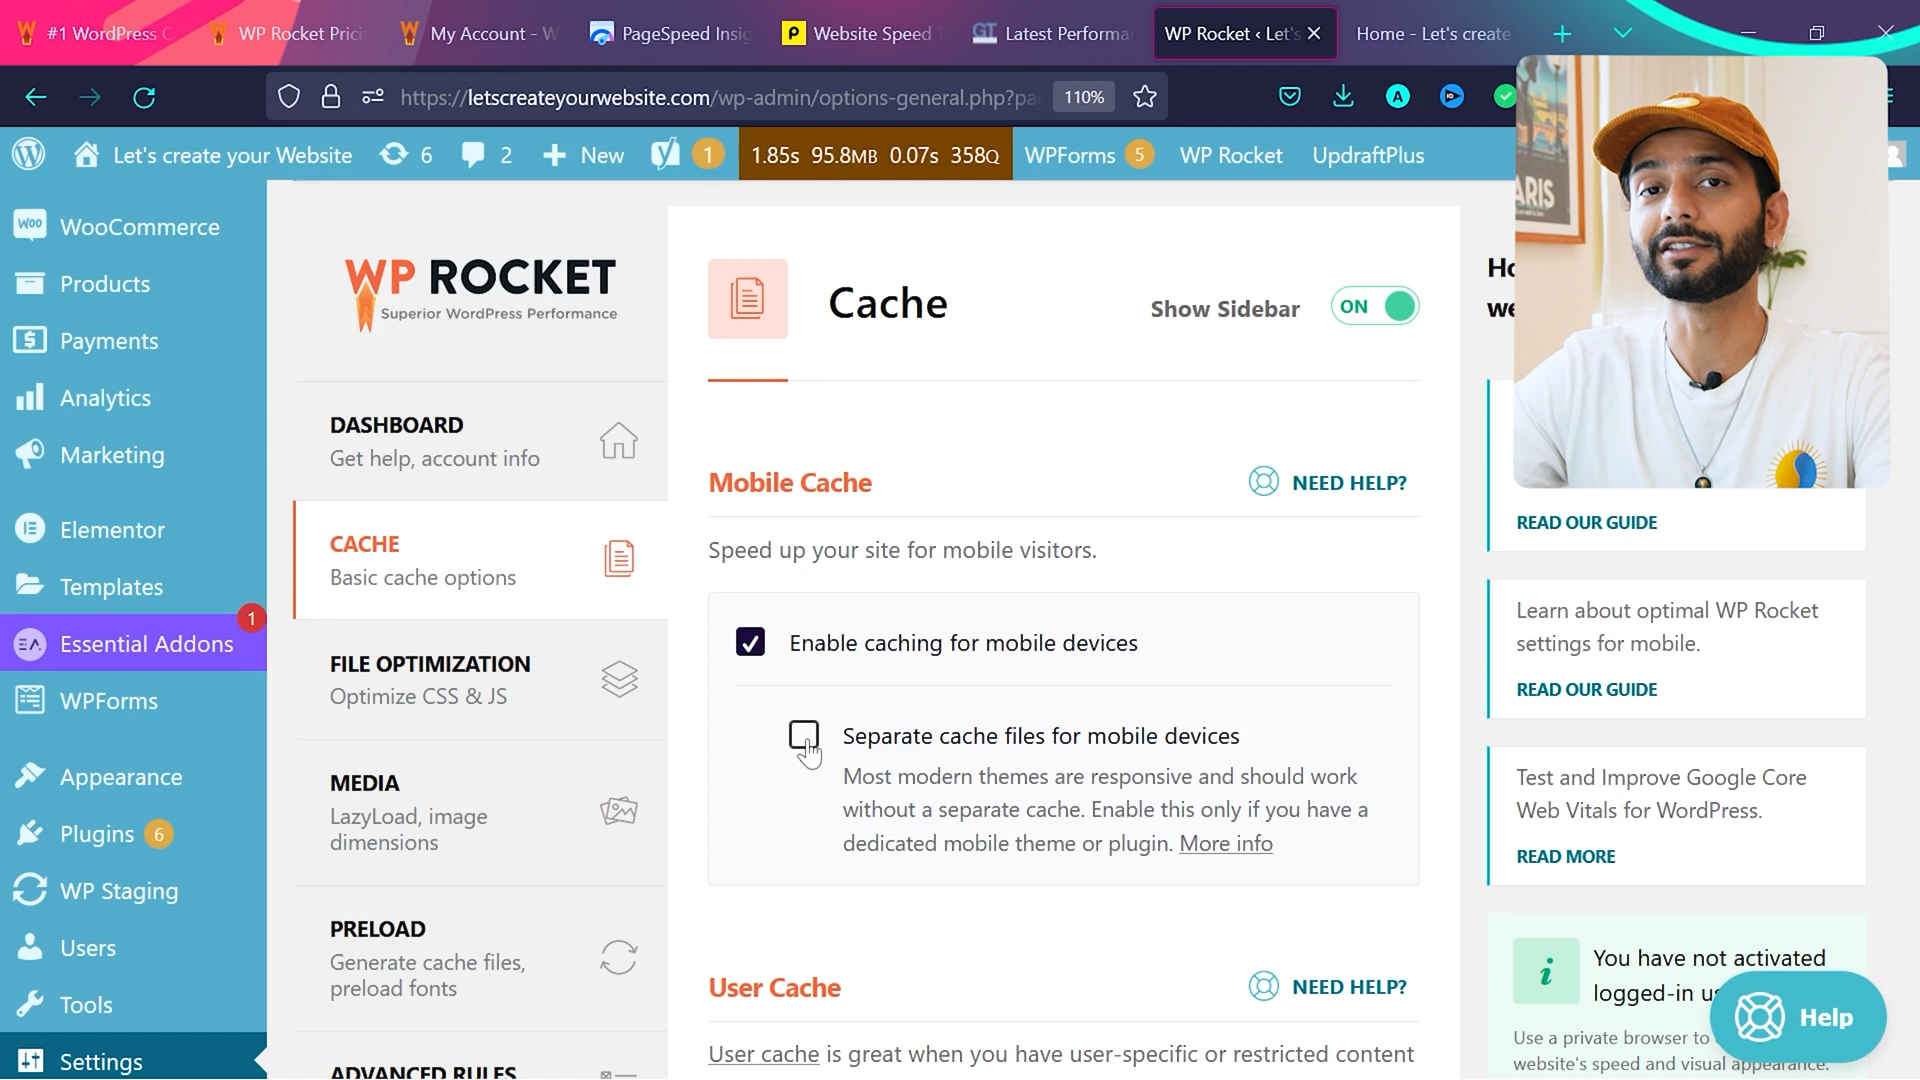 #1 WordPress C
WP Rocket Prici
My Account - W
PageSpeed Insig
Website Speed T
Latest Performa
WP Rocket ‹ Let's
Home - Let's create
https://letscreateyourwebsite.com/wp-admin/options-general.php?pa
110%
Let's create your Website
6
2
New
1
1.85s 95.8MB 0.07s 358Q
WPForms 5
WP Rocket
UpdraftPlus
WooCommerce
Products
Payments
Analytics
Marketing
Elementor
Templates
Essential Addons
1
WPForms
Appearance
Plugins 6
WP Staging
Users
Tools
Settings
WP ROCKET
Superior WordPress Performance
DASHBOARD
Get help, account info
CACHE
Basic cache options
FILE OPTIMIZATION
Optimize CSS & JS
MEDIA
LazyLoad, image
dimensions
PRELOAD
Generate cache files,
preload fonts
ADVANCED RULES
Cache
Show Sidebar
ON
Mobile Cache
NEED HELP?
Speed up your site for mobile visitors.
Enable caching for mobile devices
Separate cache files for mobile devices
Most modern themes are responsive and should work
without a separate cache. Enable this only if you have a
dedicated mobile theme or plugin. More info
User Cache
NEED HELP?
User cache is great when you have user-specific or restricted content
READ OUR GUIDE
Learn about optimal WP Rocket
settings for mobile.
READ OUR GUIDE
Test and Improve Google Core
Web Vitals for WordPress.
READ MORE
You have not activated
logged-in
Use a private browser to
website's speed and visual appearance.
Help